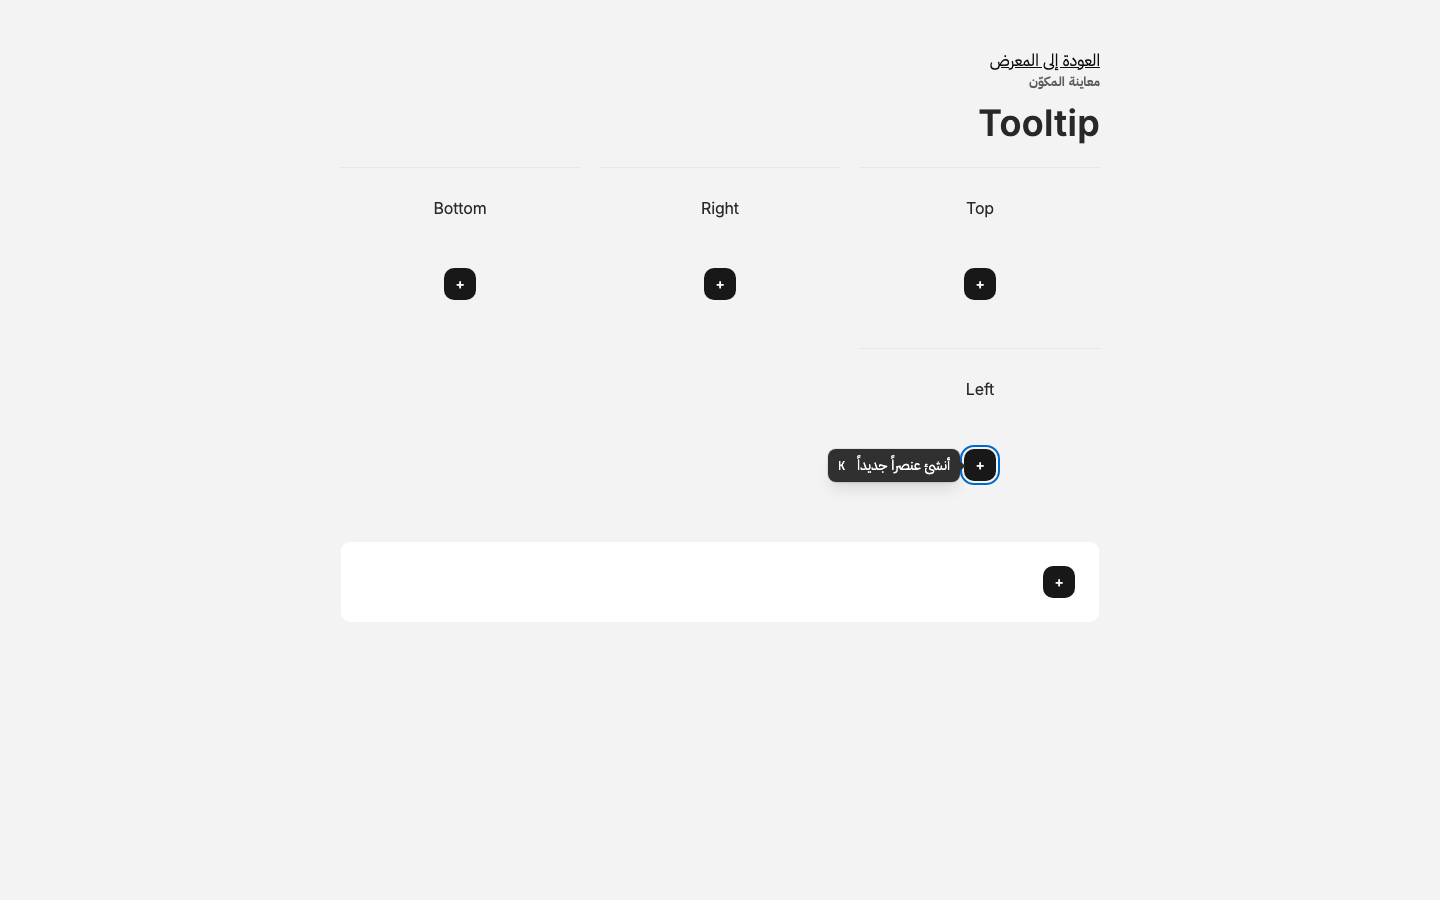 العودة إلى المعرض
معاينة المكوّن
Tooltip
Top
Right
Bottom
+
+
+
Left
+
أنشئ عنصراً جديداً K
+